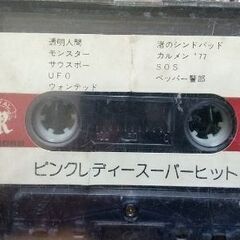 透明人間
モンスター
サウスポー
UFO
ウォンテッド
渚のシンドバッド
カルメン'77
SOS
ペッパー警部
ピンクレディースーパーヒット